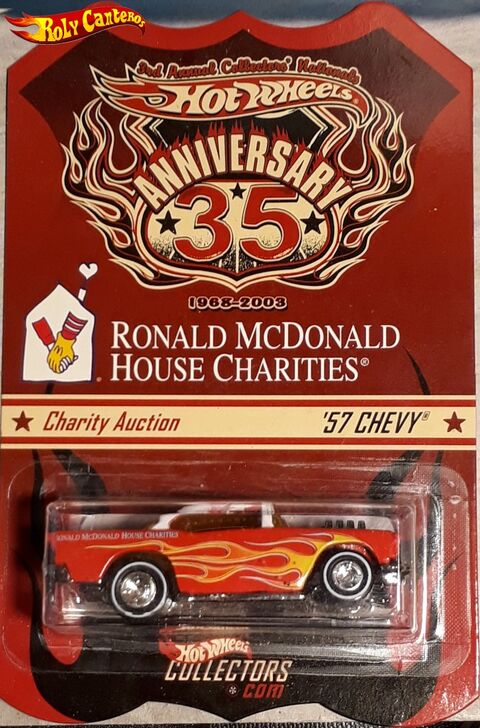 Roly Canteros
3rd Annual Collectors' Nationals
Hot Wheels
ANNIVERSARY
35
1968-2003
RONALD MCDONALD
HOUSE CHARITIES®
Charity Auction
'57 CHEVY®
RONALD MCDONALD HOUSE CHARITIES
Hot Wheels
COLLECTORS
.com